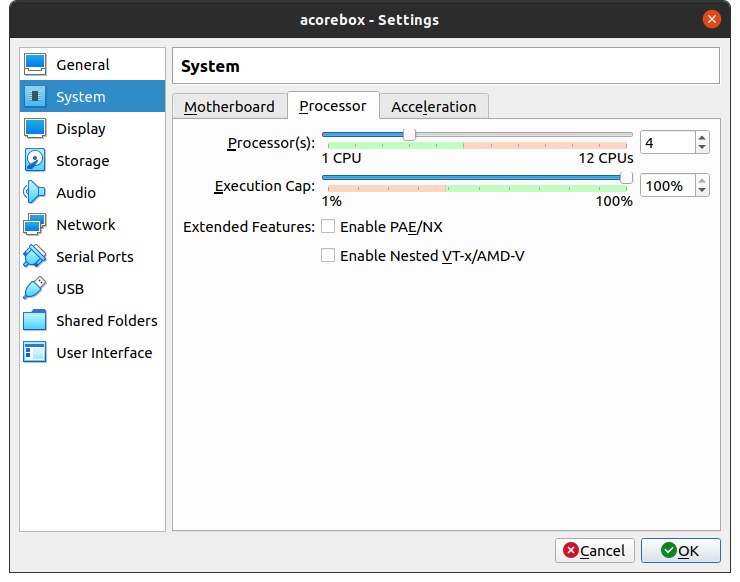 acorebox - Settings
General
System
Display
Storage
Audio
Network
Serial Ports
USB
Shared Folders
User Interface
System
Motherboard
Processor
Acceleration
Processor(s):
4
1 CPU
12 CPUs
Execution Cap:
100%
1%
100%
Extended Features:
Enable PAE/NX
Enable Nested VT-x/AMD-V
Cancel
OK